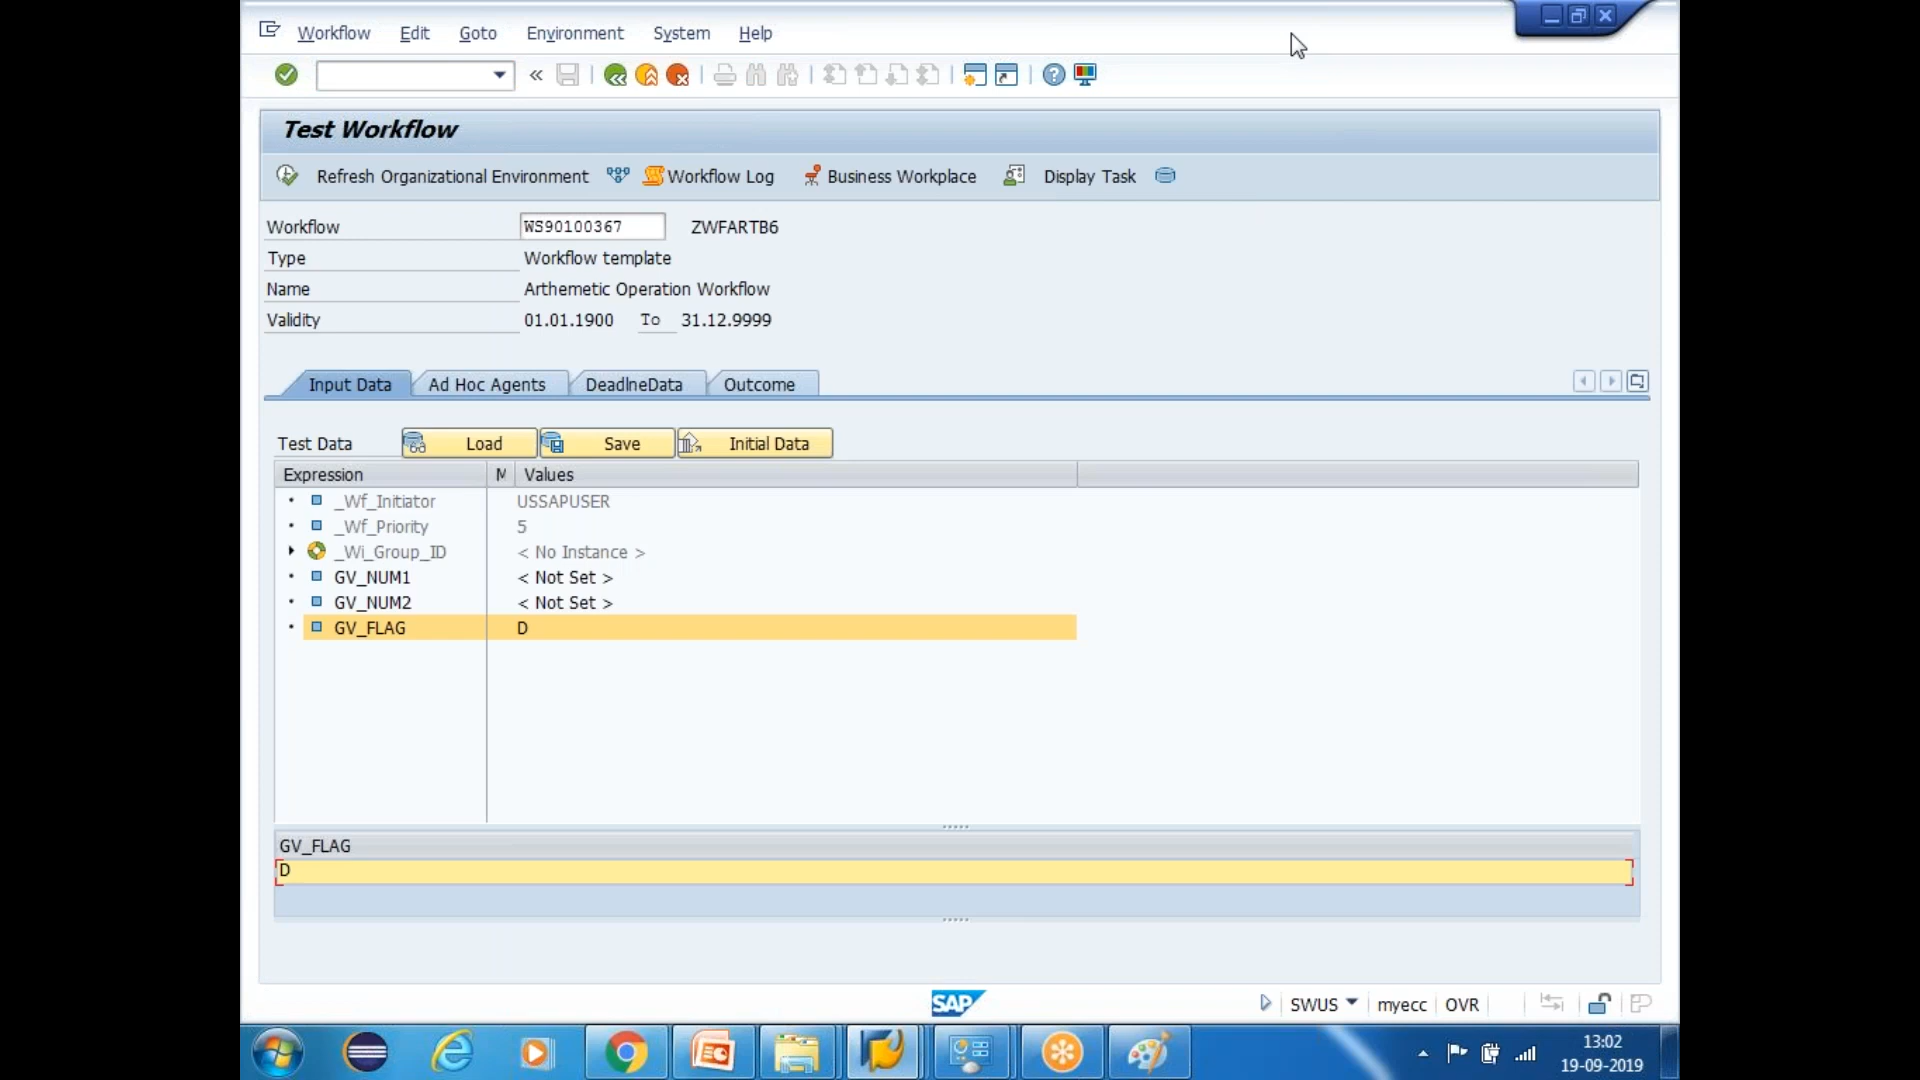 Workflow Edit Goto Environment System Help
Test Workflow
Refresh Organizational Environment Workflow Log Business Workplace Display Task
Workflow WS90100367 ZWFARTB6
Type Workflow template
Name Arthemetic Operation Workflow
Validity 01.01.1900 To 31.12.9999
Input Data Ad Hoc Agents DeadlneData Outcome
Test Data Load Save Initial Data
Expression M Values
_Wf_Initiator USSAPUSER
_Wf_Priority 5
_Wi_Group_ID < No Instance >
GV_NUM1 < Not Set >
GV_NUM2 < Not Set >
GV_FLAG D
GV_FLAG
D
SAP SWUS myecc OVR
13:02
19-09-2019